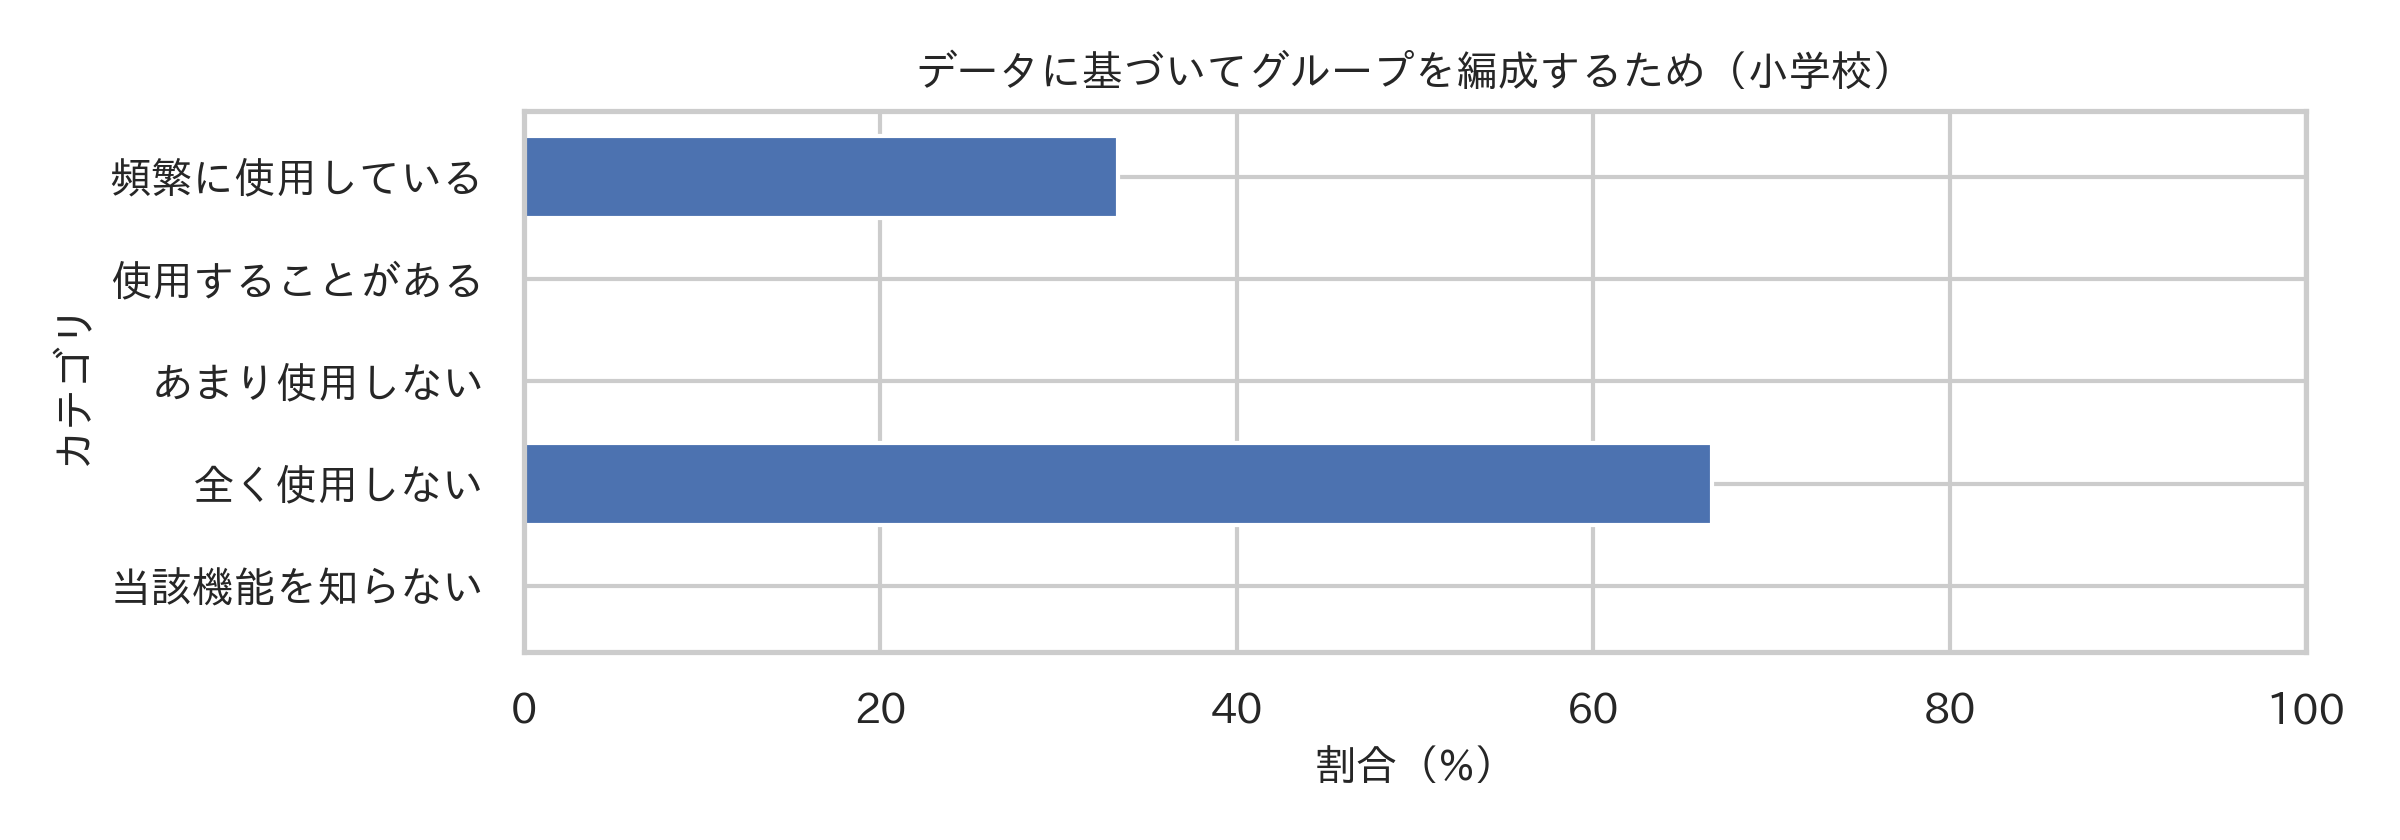 データに基づいてグループを編成するため（小学校）
頻繁に使用している
使用することがある
あまり使用しない
全く使用しない
当該機能を知らない
カテゴリ
0 20 40 60 80 100
割合（%）